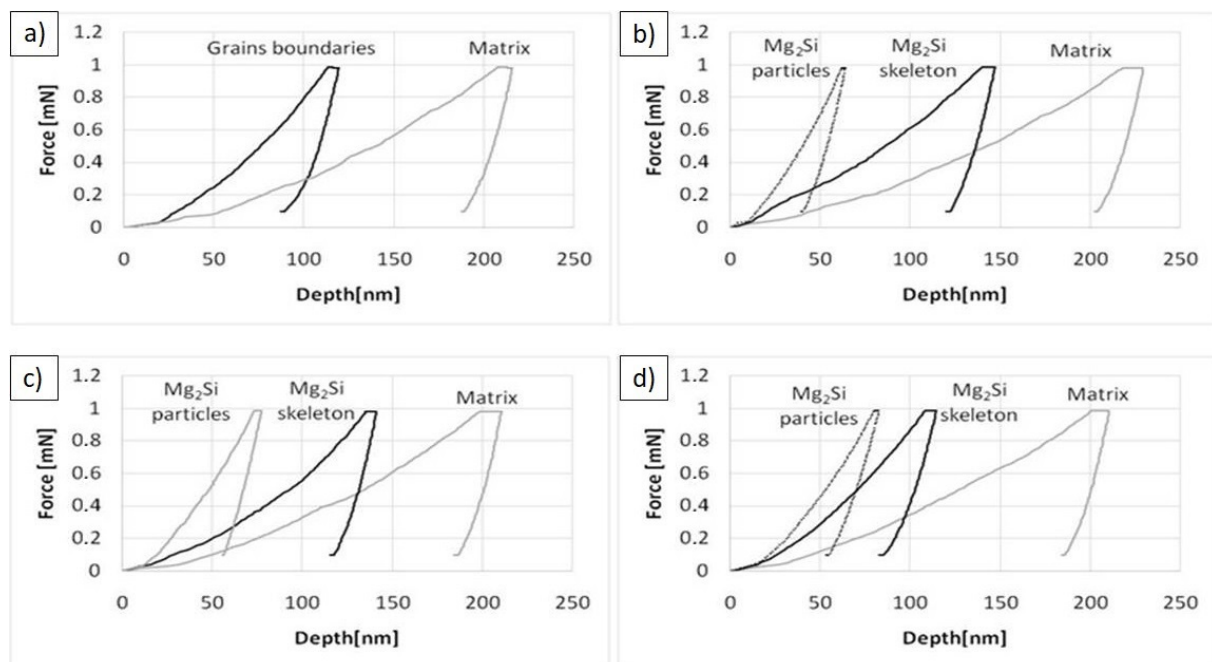 a)
Grains boundaries
Matrix
Force [mN]
1.2
1
0.8
0.6
0.4
0.2
0
0 50 100 150 200 250
Depth[nm]
b)
Mg₂Si particles
Mg₂Si skeleton
Matrix
Force [mN]
1.2
1
0.8
0.6
0.4
0.2
0
0 50 100 150 200 250
Depth[nm]
c)
Mg₂Si particles
Mg₂Si skeleton
Matrix
Force [mN]
1.2
1
0.8
0.6
0.4
0.2
0
0 50 100 150 200 250
Depth[nm]
d)
Mg₂Si particles
Mg₂Si skeleton
Matrix
Force [mN]
1.2
1
0.8
0.6
0.4
0.2
0
0 50 100 150 200 250
Depth[nm]